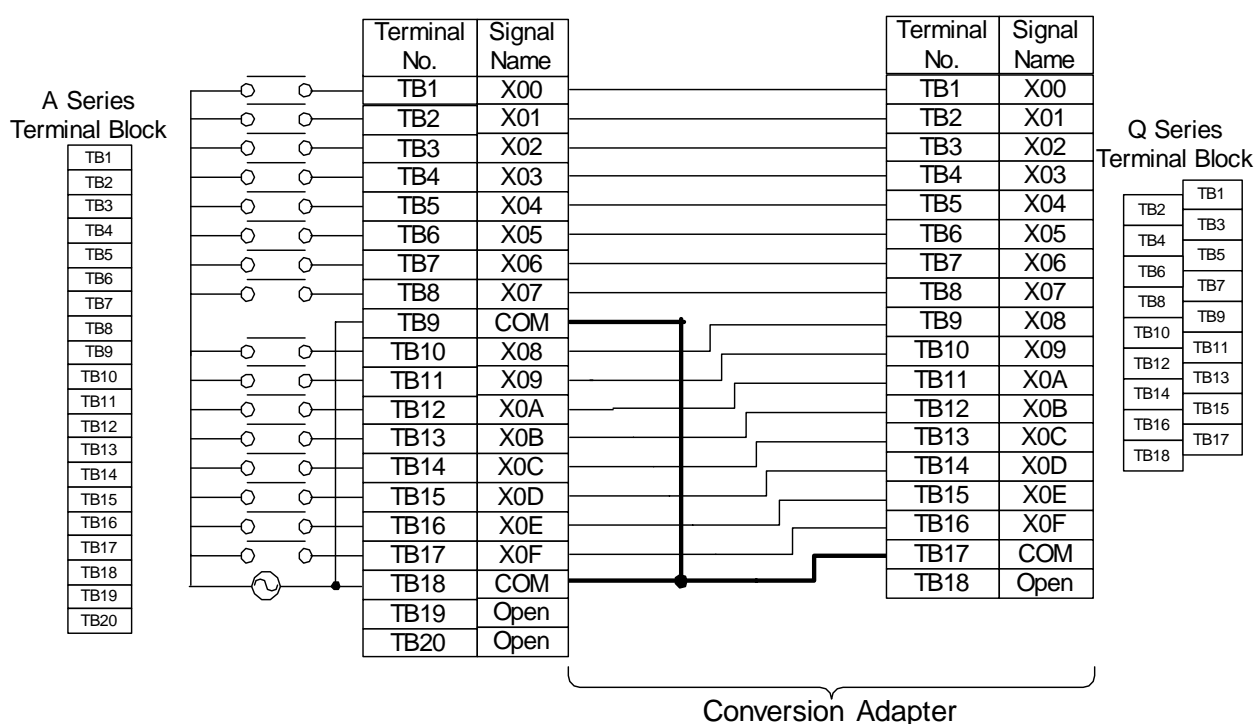 A Series
Terminal Block
TB1
TB2
TB3
TB4
TB5
TB6
TB7
TB8
TB9
TB10
TB11
TB12
TB13
TB14
TB15
TB16
TB17
TB18
TB19
TB20
Terminal No. Signal Name
TB1 X00
TB2 X01
TB3 X02
TB4 X03
TB5 X04
TB6 X05
TB7 X06
TB8 X07
TB9 COM
TB10 X08
TB11 X09
TB12 X0A
TB13 X0B
TB14 X0C
TB15 X0D
TB16 X0E
TB17 X0F
TB18 COM
TB19 Open
TB20 Open
Terminal No. Signal Name
TB1 X00
TB2 X01
TB3 X02
TB4 X03
TB5 X04
TB6 X05
TB7 X06
TB8 X07
TB9 X08
TB10 X09
TB11 X0A
TB12 X0B
TB13 X0C
TB14 X0D
TB15 X0E
TB16 X0F
TB17 COM
TB18 Open
Q Series
Terminal Block
TB1
TB2
TB3
TB4
TB5
TB6
TB7
TB8
TB9
TB10
TB11
TB12
TB13
TB14
TB15
TB16
TB17
TB18
Conversion Adapter